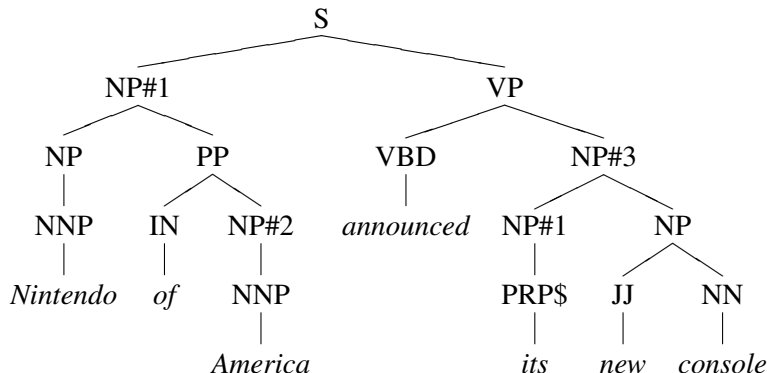 S
NP#1 VP
NP PP VBD NP#3
NNP IN NP#2 announced NP#1 NP
Nintendo of NNP PRP$ JJ NN
America its new console